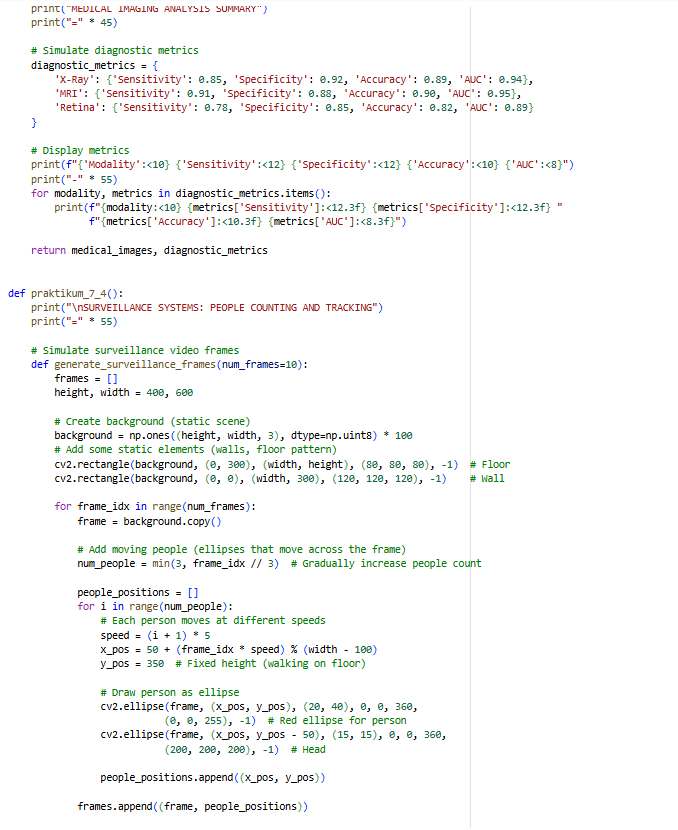 print("MEDICAL IMAGING ANALYSIS SUMMARY")
print("=" * 45)
# Simulate diagnostic metrics
diagnostic_metrics = {
'X-Ray': {'Sensitivity': 0.85, 'Specificity': 0.92, 'Accuracy': 0.89, 'AUC': 0.94},
'MRI': {'Sensitivity': 0.91, 'Specificity': 0.88, 'Accuracy': 0.90, 'AUC': 0.95},
'Retina': {'Sensitivity': 0.78, 'Specificity': 0.85, 'Accuracy': 0.82, 'AUC': 0.89}
}
# Display metrics
print(f"{'Modality':<10} {'Sensitivity':<12} {'Specificity':<12} {'Accuracy':<10} {'AUC':<8}")
print("-" * 55)
for modality, metrics in diagnostic_metrics.items():
print(f"{modality:<10} {metrics['Sensitivity']:<12.3f} {metrics['Specificity']:<12.3f} "
f"{metrics['Accuracy']:<10.3f} {metrics['AUC']:<8.3f}")
return medical_images, diagnostic_metrics
def praktikum_7_4():
print("\nSURVEILLANCE SYSTEMS: PEOPLE COUNTING AND TRACKING")
print("=" * 55)
# Simulate surveillance video frames
def generate_surveillance_frames(num_frames=10):
frames = []
height, width = 400, 600
# Create background (static scene)
background = np.ones((height, width, 3), dtype=np.uint8) * 100
# Add some static elements (walls, floor pattern)
cv2.rectangle(background, (0, 300), (width, height), (80, 80, 80), -1) # Floor
cv2.rectangle(background, (0, 0), (width, 300), (120, 120, 120), -1) # Wall
for frame_idx in range(num_frames):
frame = background.copy()
# Add moving people (ellipses that move across the frame)
num_people = min(3, frame_idx // 3) # Gradually increase people count
people_positions = []
for i in range(num_people):
# Each person moves at different speeds
speed = (i + 1) * 5
x_pos = 50 + (frame_idx * speed) % (width - 100)
y_pos = 350 # Fixed height (walking on floor)
# Draw person as ellipse
cv2.ellipse(frame, (x_pos, y_pos), (20, 40), 0, 0, 360,
(0, 0, 255), -1) # Red ellipse for person
cv2.ellipse(frame, (x_pos, y_pos - 50), (15, 15), 0, 0, 360,
(200, 200, 200), -1) # Head
people_positions.append((x_pos, y_pos))
frames.append((frame, people_positions))